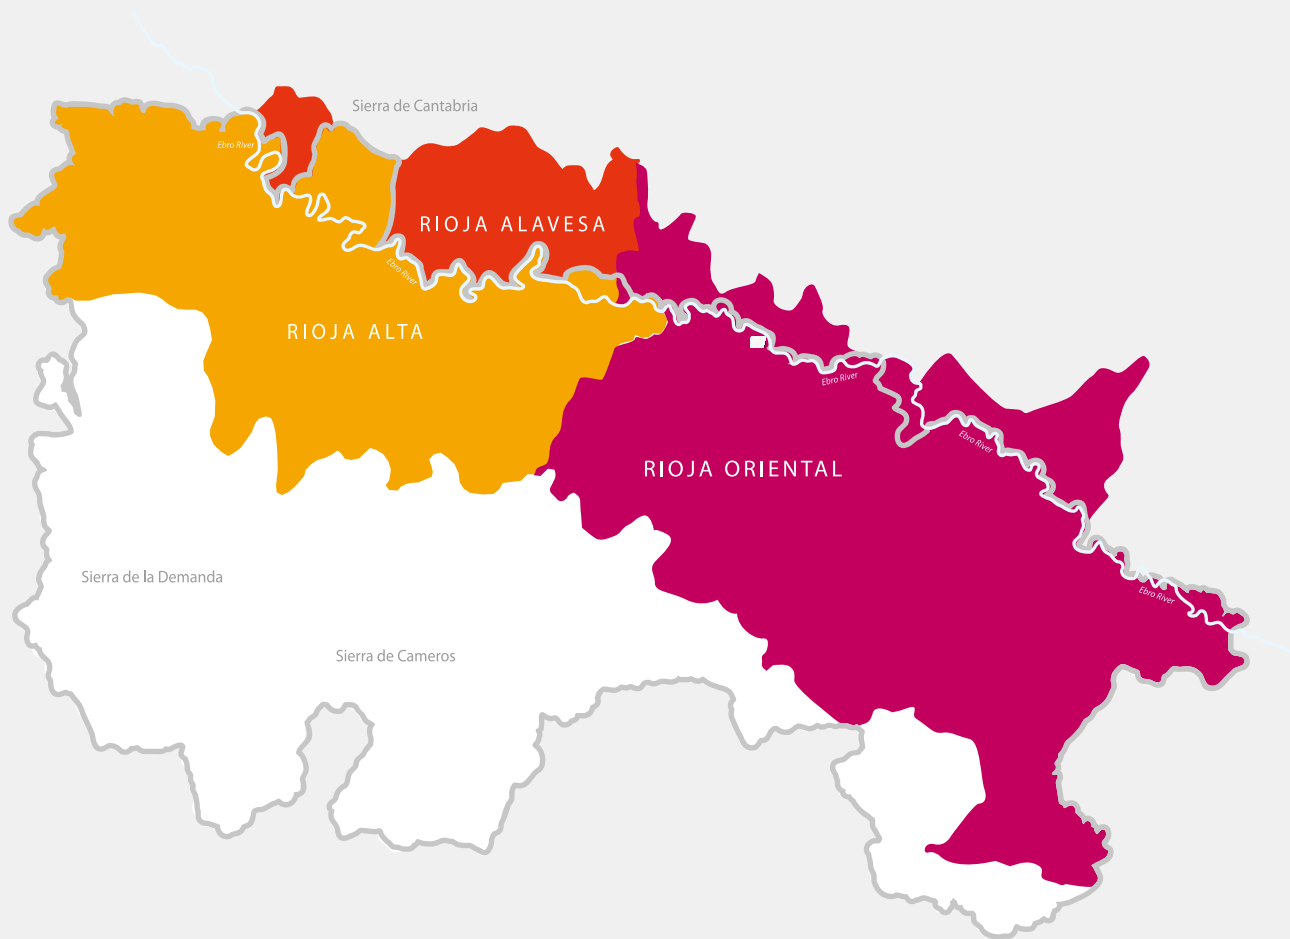 Sierra de Cantabria
Ebro River
RIOJA ALAVESA
Ebro River
RIOJA ALTA
Ebro River
Ebro River
RIOJA ORIENTAL
Sierra de la Demanda
Ebro River
Sierra de Cameros